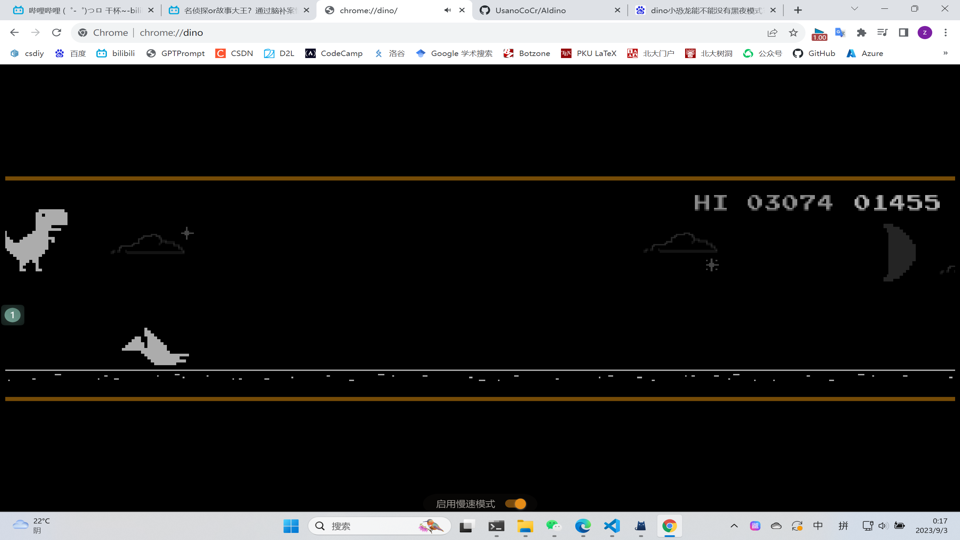 哔哩哔哩 (゜-゜)つロ 干杯~-bili
名侦探or故事大王？通过脑补案
chrome://dino/
UsanoCoCr/AIdino
dino小恐龙能不能没有黑夜模式
Chrome | chrome://dino
1.00
z
csdiy 百度 bilibili GPTPrompt CSDN D2L CodeCamp 洛谷 Google 学术搜索 Botzone PKU LaTeX 北大门户 北大树洞 公众号 GitHub Azure »
HI 03074 01455
1
启用慢速模式
22°C
阴
搜索
中 拼
0:17
2023/9/3